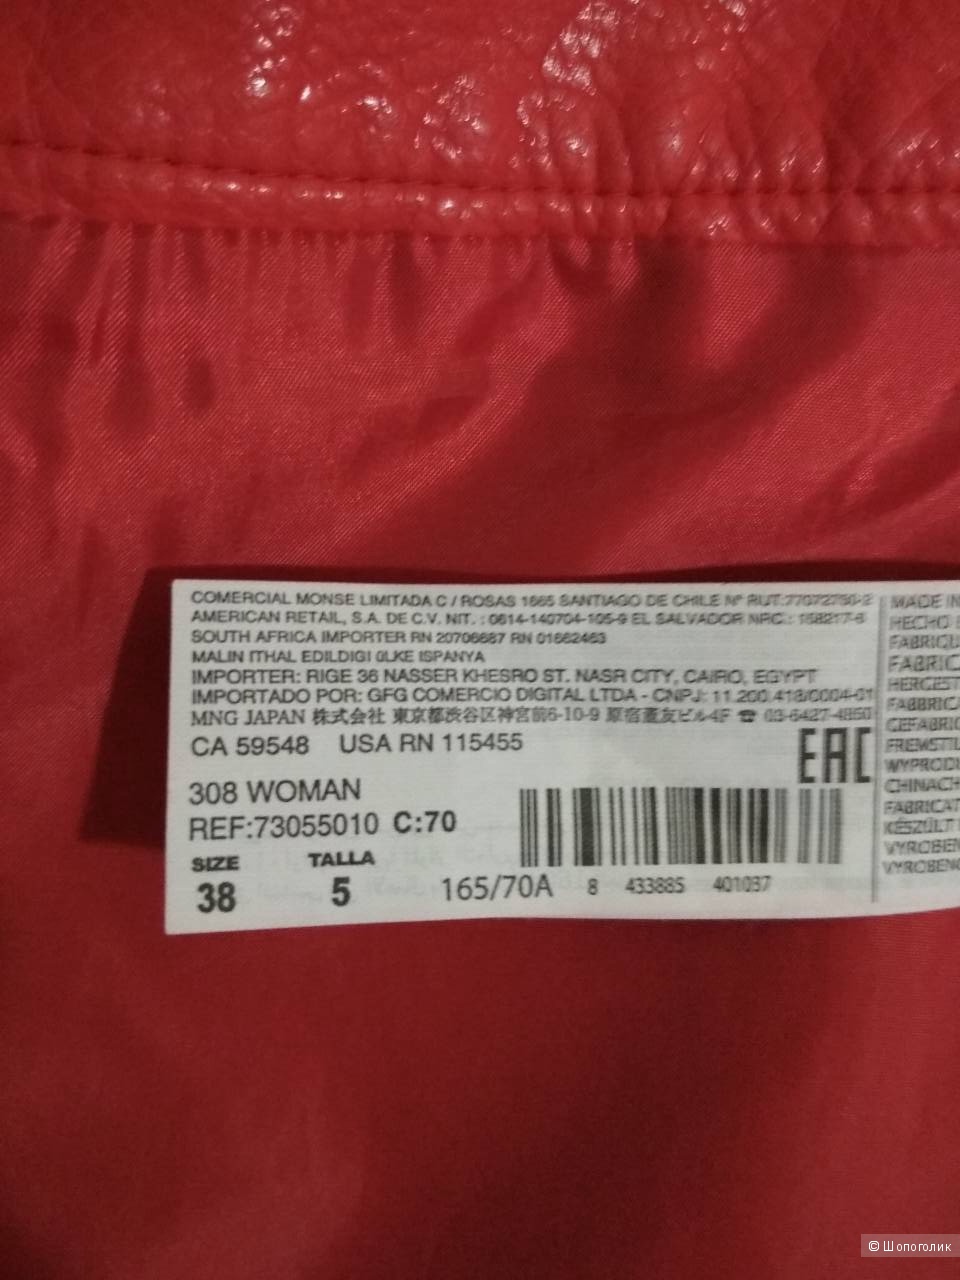 COMERCIAL MONSE LIMITADA C / ROSAS 1665 SANTIAGO DE CHILE Nº RUT:77072750-2
AMERICAN RETAIL, S.A. DE C.V. NIT. : 0614-140704-105-9 EL SALVADOR NRC.: 158217-6
SOUTH AFRICA IMPORTER RN 20706687 RN 01662463
MALIN ITHAL EDILDIGI ÜLKE ISPANYA
IMPORTER: RIGE 36 NASSER KHESRO ST. NASR CITY, CAIRO, EGYPT
IMPORTADO POR: GFG COMERCIO DIGITAL LTDA - CNPJ: 11.200.418/0004-01
MNG JAPAN 株式会社 東京都渋谷区神宮前6-10-9 原宿董友ビル4F ☎ 03-6427-4850
CA 59548 USA RN 115455
EAC
308 WOMAN
REF:73055010 C:70
SIZE TALLA
38 5 165/70A 8 433885 401037
MADE IN
HECHO
FABRIQU
FABRIC
HERGEST
FABBRICA
GEFABRIC
FREMSTIL
WYPRODU
CHINACH
FABRICAT
KÉSZÜLT
VYROBEN
VYROBENO
© Шопоголик